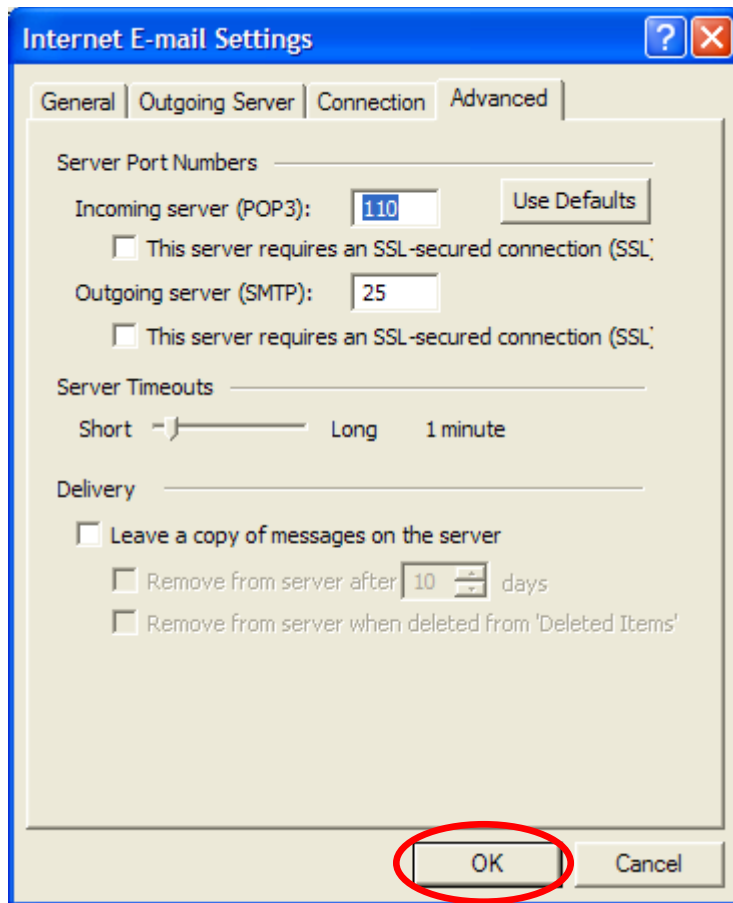 Internet E-mail Settings
?
General Outgoing Server Connection Advanced
Server Port Numbers
Incoming server (POP3): 110 Use Defaults
This server requires an SSL-secured connection (SSL)
Outgoing server (SMTP): 25
This server requires an SSL-secured connection (SSL)
Server Timeouts
Short Long 1 minute
Delivery
Leave a copy of messages on the server
Remove from server after 10 days
Remove from server when deleted from 'Deleted Items'
OK Cancel